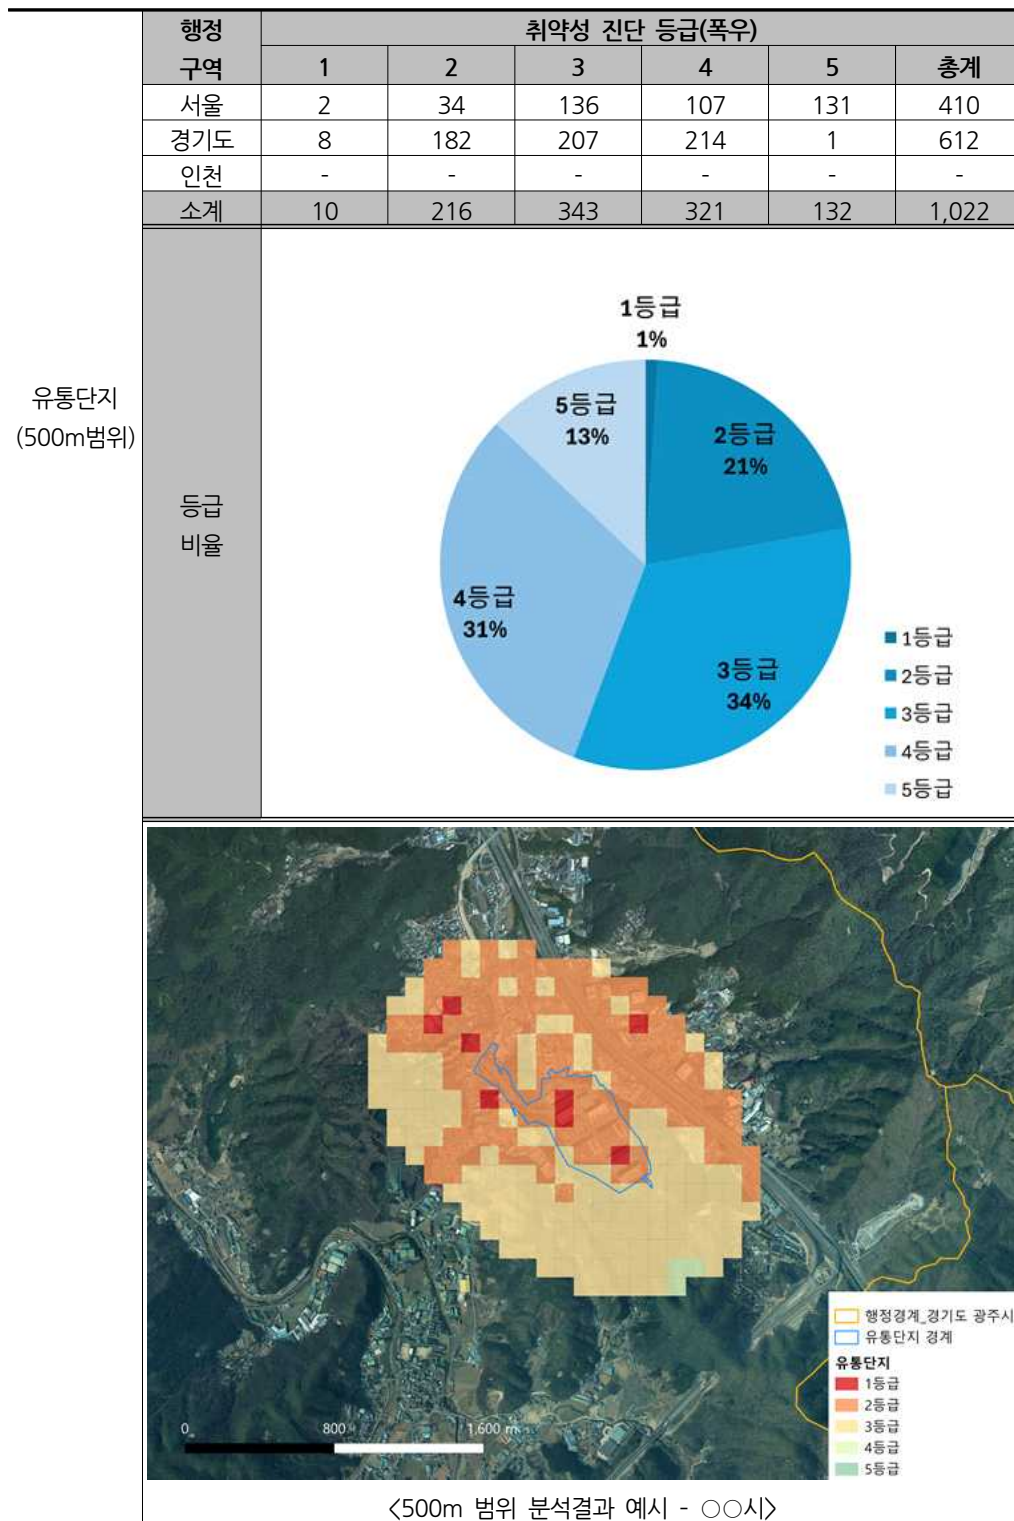 행정 구역 취약성 진단 등급(폭우)
1 2 3 4 5 총계
서울 2 34 136 107 131 410
경기도 8 182 207 214 1 612
인천 - - - - - -
소계 10 216 343 321 132 1,022
유통단지
(500m범위)
등급
비율
1등급
1%
5등급
13%
2등급
21%
4등급
31%
3등급
34%
1등급
2등급
3등급
4등급
5등급
0 800 1,600 m
행정경계_경기도 광주시
유통단지 경계
유통단지
1등급
2등급
3등급
4등급
5등급
<500m 범위 분석결과 예시 - ○○시>